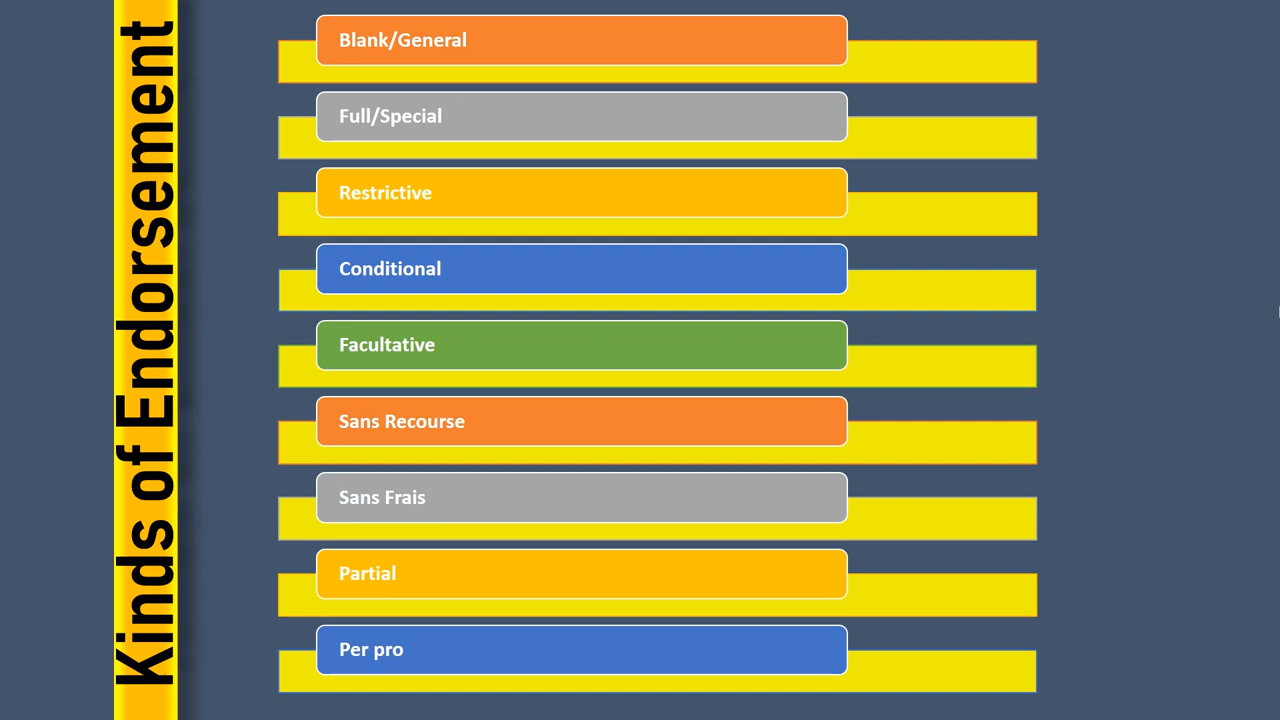 Kinds of Endorsement
Blank/General
Full/Special
Restrictive
Conditional
Facultative
Sans Recourse
Sans Frais
Partial
Per pro